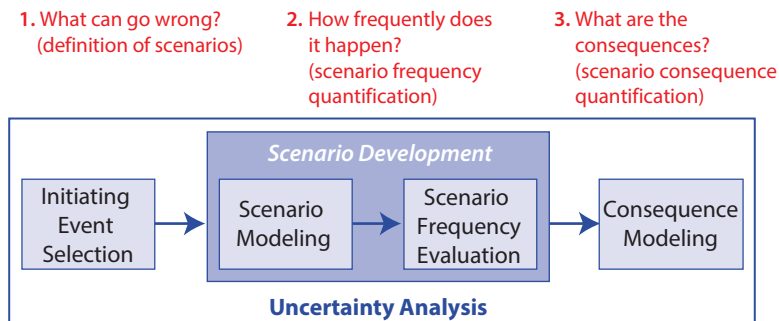 1. What can go wrong?
(definition of scenarios)
2. How frequently does
it happen?
(scenario frequency
quantification)
3. What are the
consequences?
(scenario consequence
quantification)
Scenario Development
Initiating
Event
Selection
Scenario
Modeling
Scenario
Frequency
Evaluation
Consequence
Modeling
Uncertainty Analysis